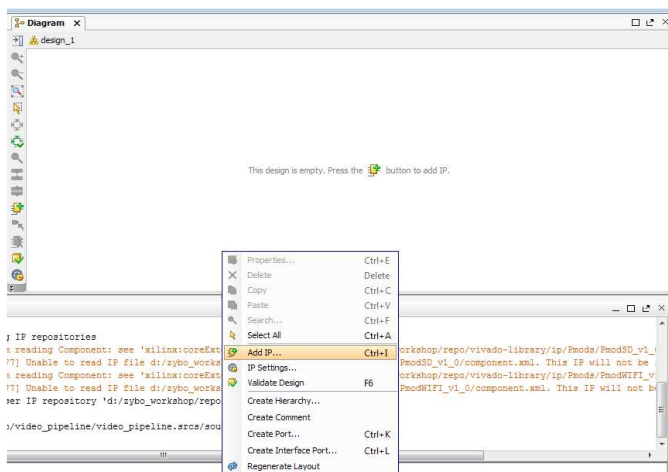 Diagram
design_1
This design is empty. Press the button to add IP.
Properties... Ctrl+E
Delete Delete
Copy Ctrl+C
Paste Ctrl+V
Search... Ctrl+F
Select All Ctrl+A
Add IP... Ctrl+I
IP Settings...
Validate Design F6
Create Hierarchy...
Create Comment
Create Port... Ctrl+K
Create Interface Port... Ctrl+L
Regenerate Layout
g IP repositories
n reading Component: see 'xilinx:coreExt orkshop/repo/vivado-library/ip/Pmods/PmodSD_v1_
77] Unable to read IP file d:/zybo_works PmodSD_v1_0/component.xml. This IP will not be
n reading Component: see 'xilinx:coreExt orkshop/repo/vivado-library/ip/Pmods/PmodWIFI_v
77] Unable to read IP file d:/zybo_works PmodWIFI_v1_0/component.xml. This IP will not b
ser IP repository 'd:/zybo_workshop/repo
o/video_pipeline/video_pipeline.srcs/sou